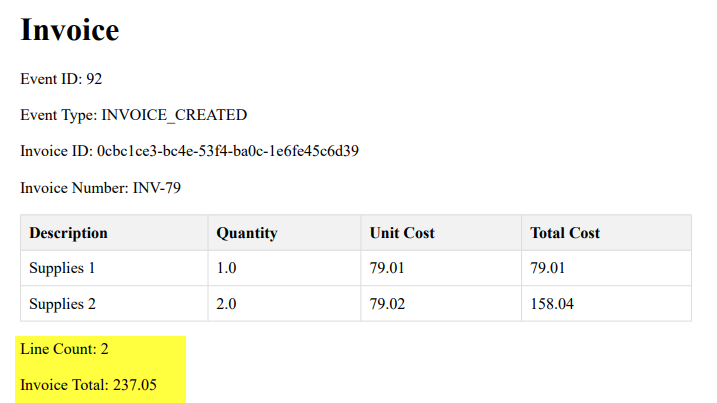 Invoice
Event ID: 92
Event Type: INVOICE_CREATED
Invoice ID: 0cbc1ce3-bc4e-53f4-ba0c-1e6fe45c6d39
Invoice Number: INV-79
Description Quantity Unit Cost Total Cost
Supplies 1 1.0 79.01 79.01
Supplies 2 2.0 79.02 158.04
Line Count: 2
Invoice Total: 237.05